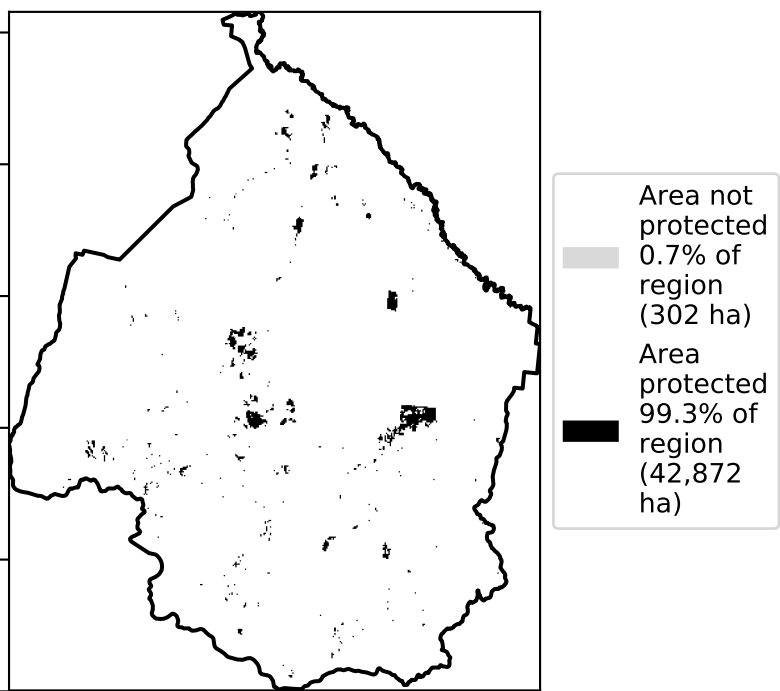 Area not
protected
0.7% of
region
(302 ha)
Area
protected
99.3% of
region
(42,872
ha)